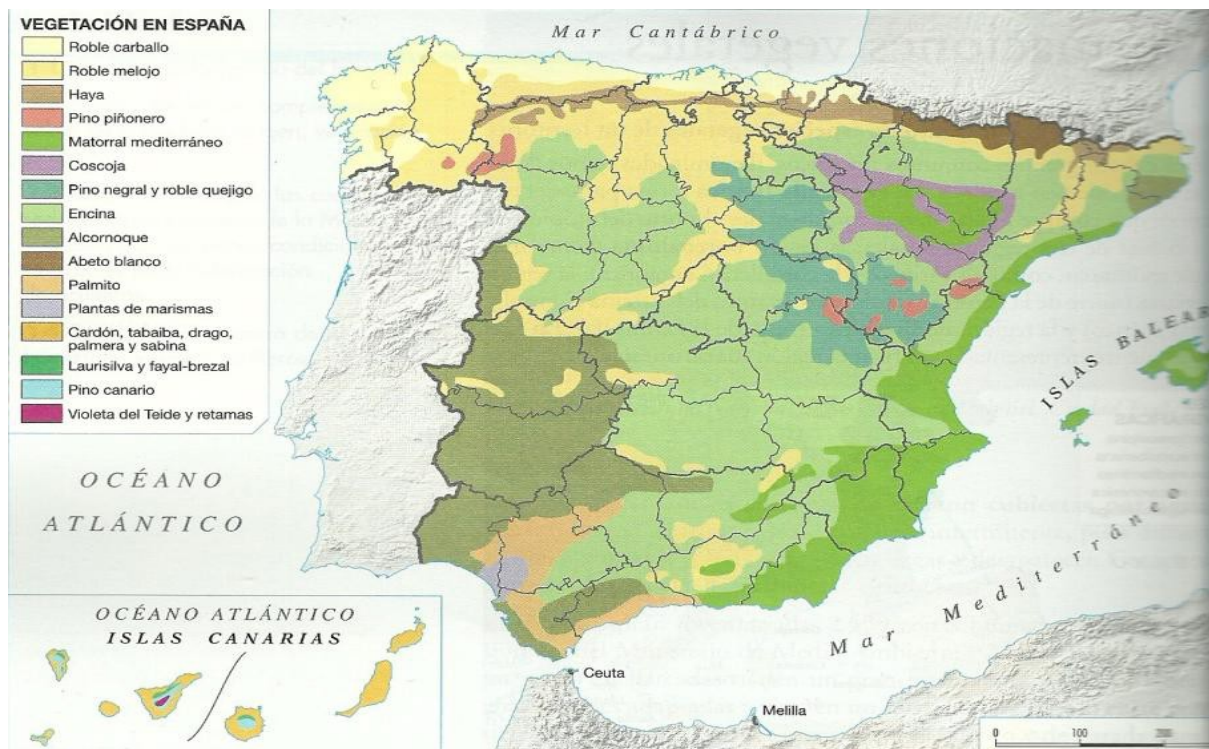 VEGETACIÓN EN ESPAÑA
Roble carballo
Roble melojo
Haya
Pino piñonero
Matorral mediterráneo
Coscoja
Pino negral y roble quejigo
Encina
Alcornoque
Abeto blanco
Palmito
Plantas de marismas
Cardón, tabaiba, drago,
palmera y sabina
Laurisilva y fayal-brezal
Pino canario
Violeta del Teide y retamas
Mar Cantábrico
ISLAS BALEAR
OCÉANO
ATLÁNTICO
Mar Mediterráneo
OCÉANO ATLÁNTICO
ISLAS CANARIAS
Ceuta
Melilla
0 100 200